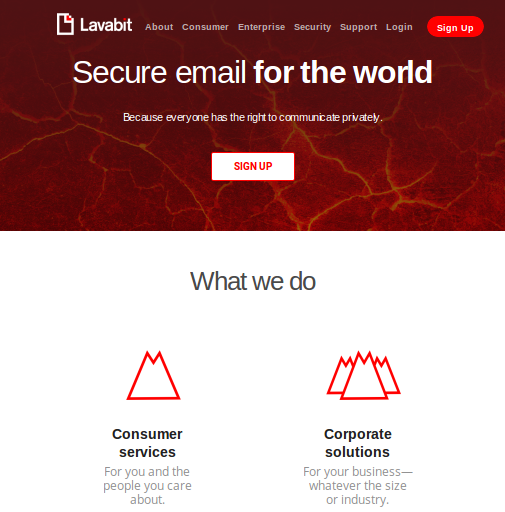 Lavabit About Consumer Enterprise Security Support Login Sign Up
Secure email for the world
Because everyone has the right to communicate privately.
SIGN UP
What we do
Consumer
services
For you and the
people you care
about.
Corporate
solutions
For your business—
whatever the size
or industry.